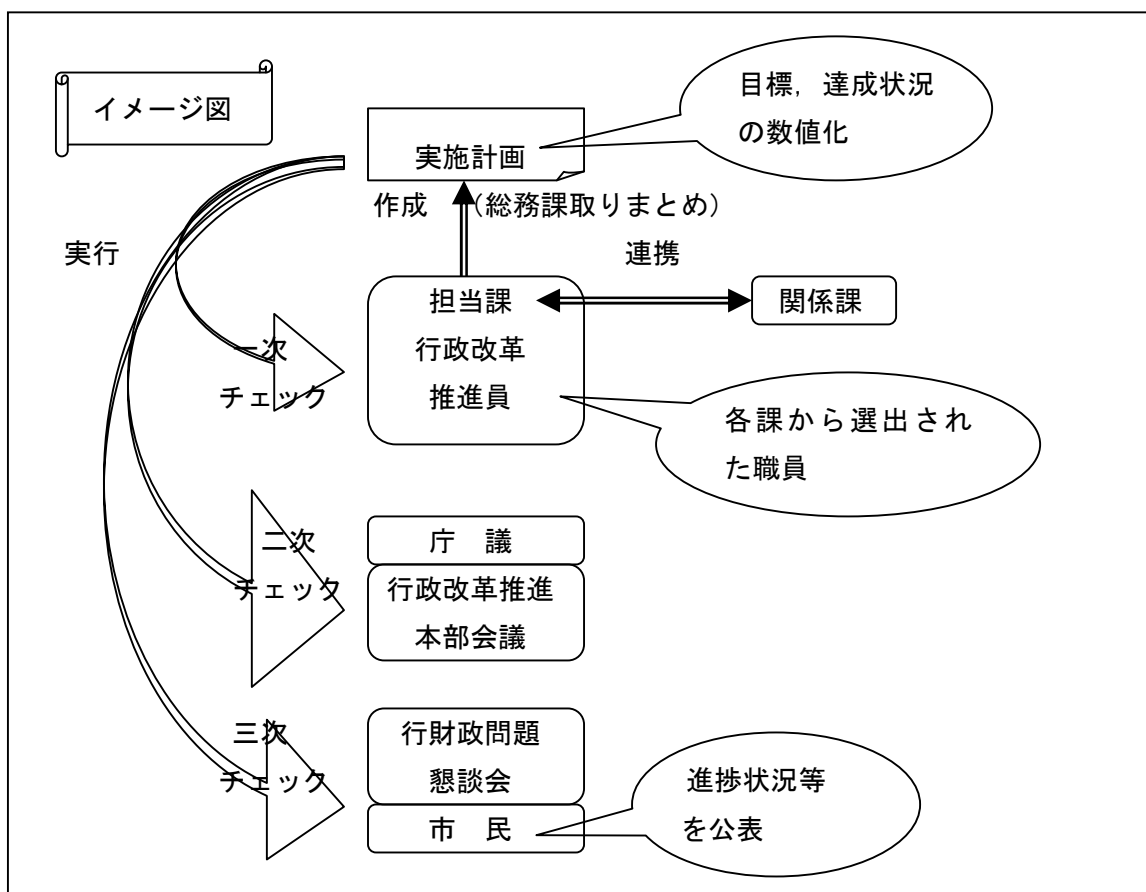 イメージ図
目標，達成状況
の数値化
実施計画
作成　（総務課取りまとめ）
実行
連携
担当課
行政改革
推進員
関係課
一次
チェック
各課から選出され
た職員
二次
チェック
庁　議
行政改革推進
本部会議
三次
チェック
行財政問題
懇談会
市　民
進捗状況等
を公表